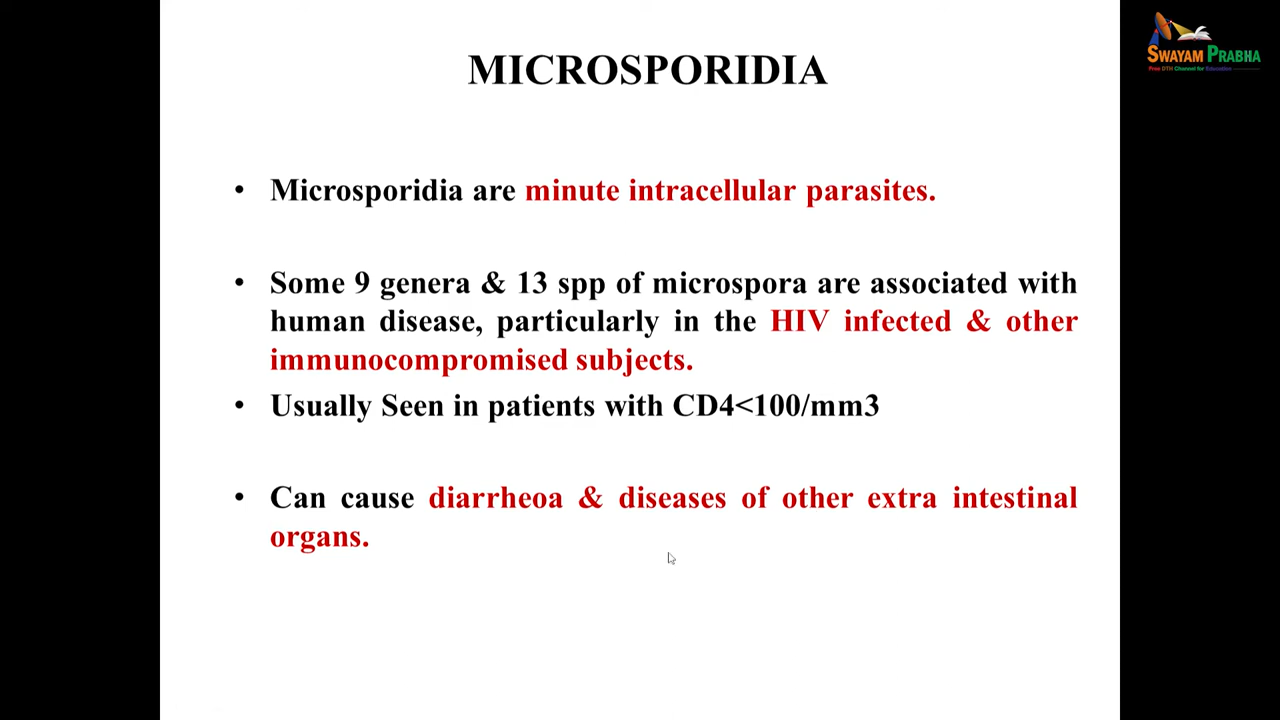 SWAYAM PRABHA
Free DTH Channel for Education
MICROSPORIDIA
• Microsporidia are minute intracellular parasites.
• Some 9 genera & 13 spp of microspora are associated with
human disease, particularly in the HIV infected & other
immunocompromised subjects.
• Usually Seen in patients with CD4<100/mm3
• Can cause diarrheoa & diseases of other extra intestinal
organs.